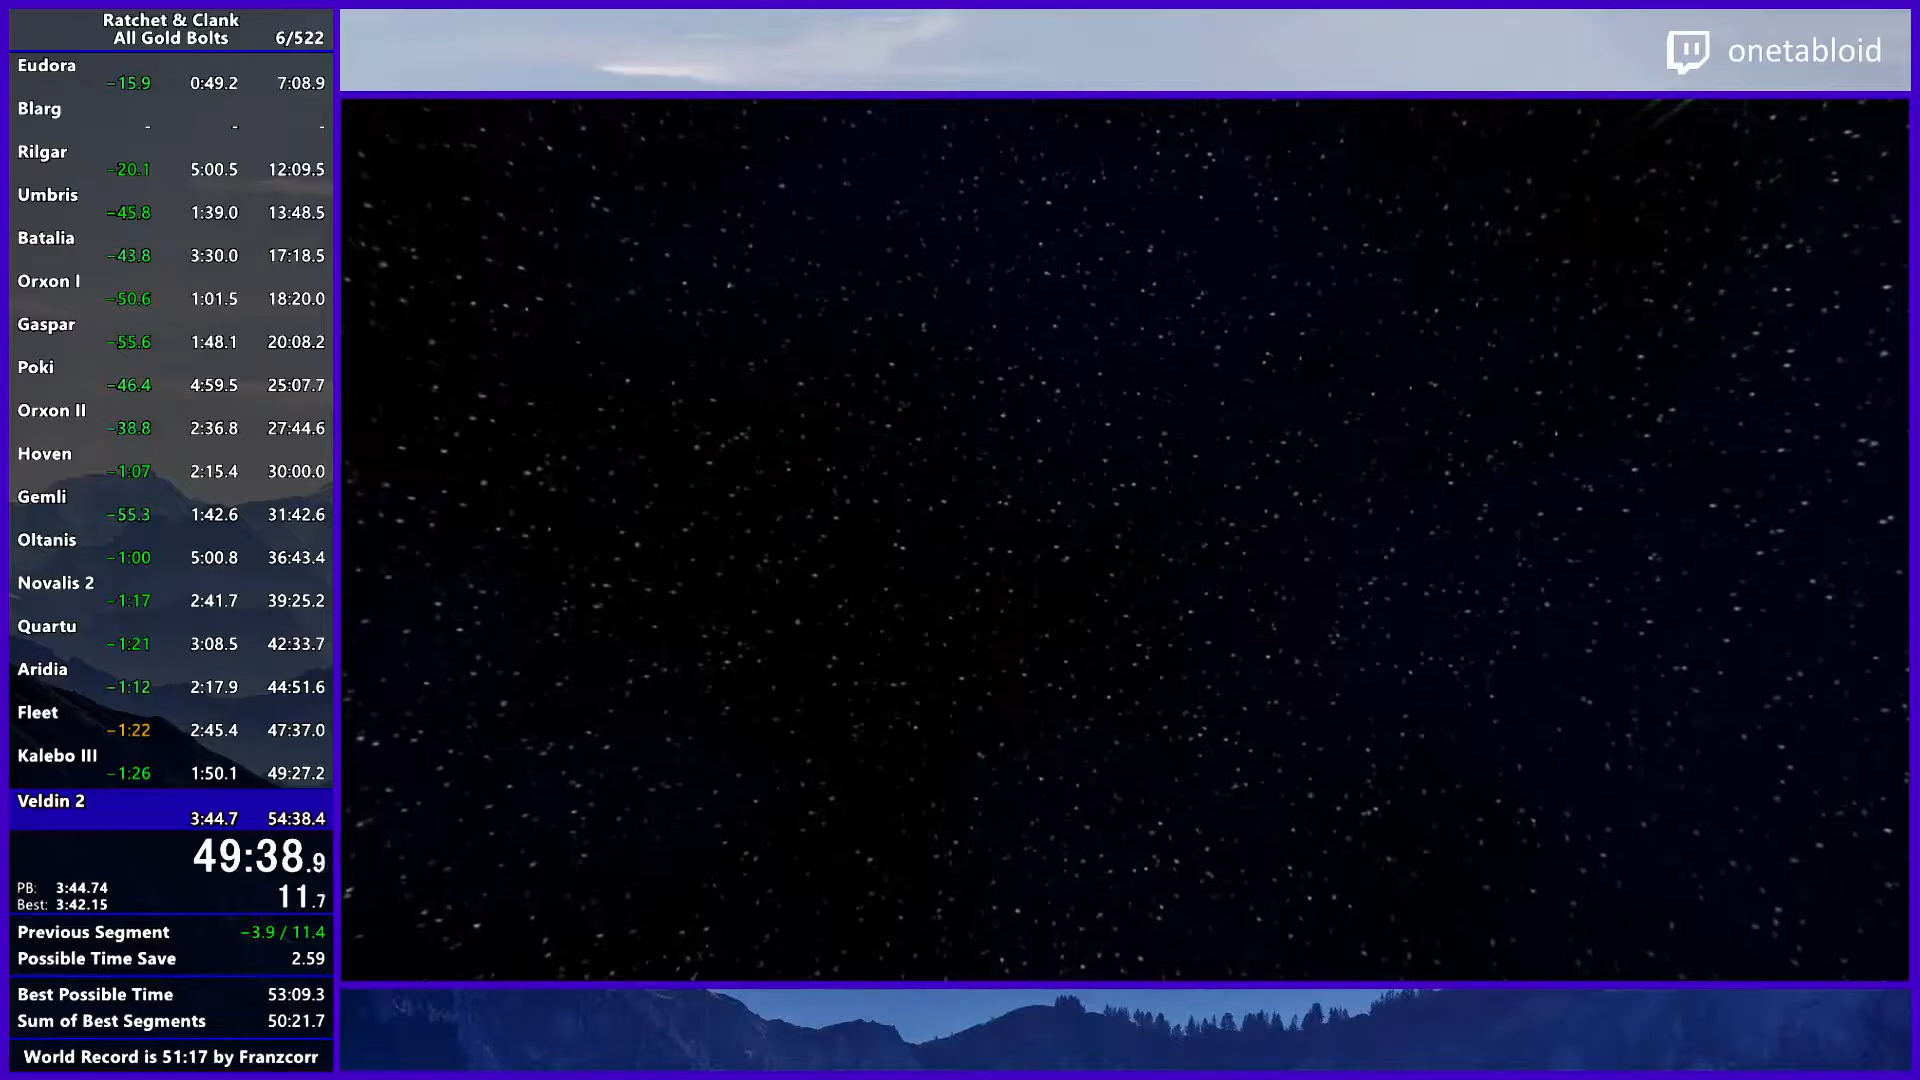 Ratchet & Clank
All Gold Bolts 6/522
Eudora
−15.9 0:49.2 7:08.9
Blarg
- - -
Rilgar
−20.1 5:00.5 12:09.5
Umbris
−45.8 1:39.0 13:48.5
Batalia
−43.8 3:30.0 17:18.5
Orxon I
−50.6 1:01.5 18:20.0
Gaspar
−55.6 1:48.1 20:08.2
Poki
−46.4 4:59.5 25:07.7
Orxon II
−38.8 2:36.8 27:44.6
Hoven
−1:07 2:15.4 30:00.0
Gemli
−55.3 1:42.6 31:42.6
Oltanis
−1:00 5:00.8 36:43.4
Novalis 2
−1:17 2:41.7 39:25.2
Quartu
−1:21 3:08.5 42:33.7
Aridia
−1:12 2:17.9 44:51.6
Fleet
−1:22 2:45.4 47:37.0
Kalebo III
−1:26 1:50.1 49:27.2
Veldin 2
3:44.7 54:38.4
49:38.9
PB: 3:44.74
Best: 3:42.15
11.7
Previous Segment −3.9 / 11.4
Possible Time Save 2.59
Best Possible Time 53:09.3
Sum of Best Segments 50:21.7
World Record is 51:17 by Franzcorr
onetabloid